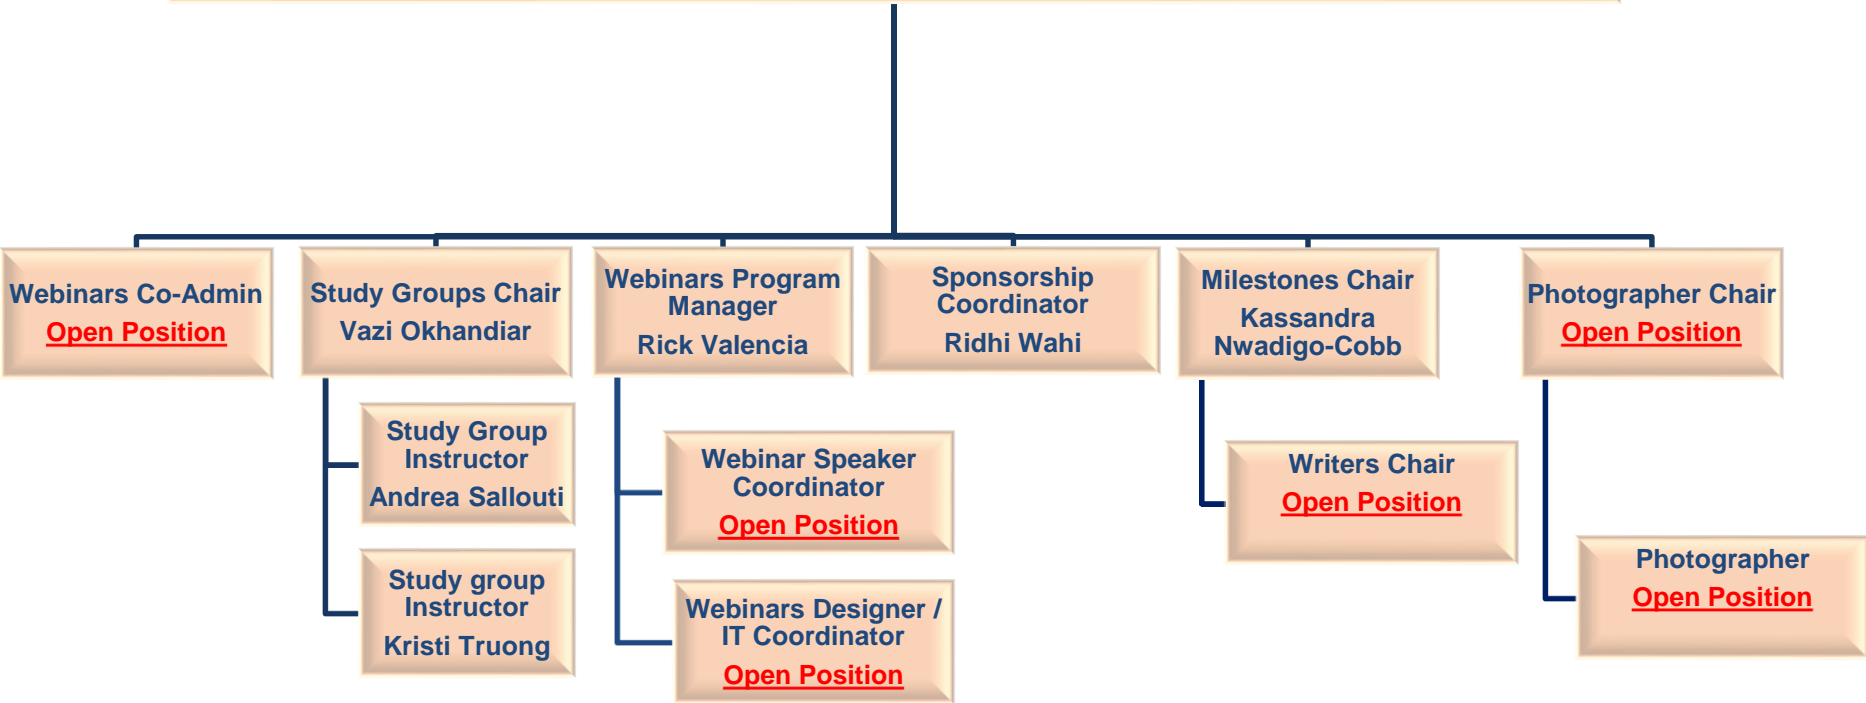 Webinars Co-Admin
Open Position
Study Groups Chair
Vazi Okhandiar
Webinars Program
Manager
Rick Valencia
Sponsorship
Coordinator
Ridhi Wahi
Milestones Chair
Kassandra
Nwadigo-Cobb
Photographer Chair
Open Position
Study Group
Instructor
Andrea Sallouti
Study group
Instructor
Kristi Truong
Webinar Speaker
Coordinator
Open Position
Webinars Designer /
IT Coordinator
Open Position
Writers Chair
Open Position
Photographer
Open Position